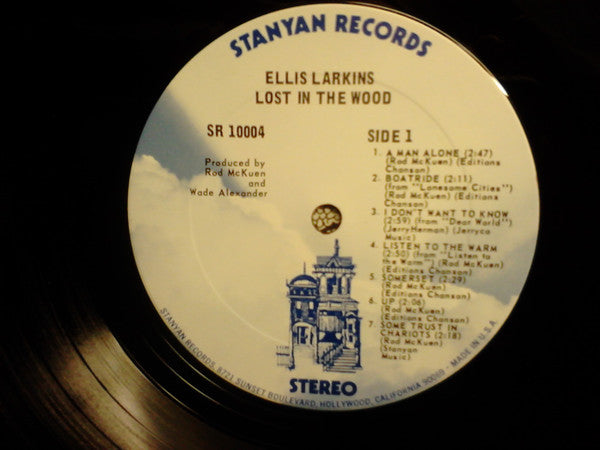 STANYAN RECORDS
ELLIS LARKINS
LOST IN THE WOOD
SR 10004
SIDE 1
Produced by
Rod McKuen
and
Wade Alexander
1. A MAN ALONE (2:47)
(Rod McKuen) (Editions
Chanson)
2. BOATRIDE (2:11)
(from ""Lonesome Cities"")
(Rod McKuen) (Editions
Chanson)
3. I DON'T WANT TO KNOW
(2:59) (from ""Dear World"")
(JerryHerman) (Jerryco
Music)
4. LISTEN TO THE WARM
(2:50) (from ""Listen to
the Warm"") (Rod McKuen)
(Editions Chanson)
5. SOMERSET (2:29)
(Rod McKuen)
(Editions Chanson)
6. UP (2:06)
(Rod McKuen)
(Editions Chanson)
7. SOME TRUST IN
CHARIOTS (2:18)
(Rod McKuen)
(Stanyan
Music)
STEREO
STANYAN RECORDS, 8721 SUNSET BOULEVARD, HOLLYWOOD, CALIFORNIA 90069 - MADE IN U.S.A.